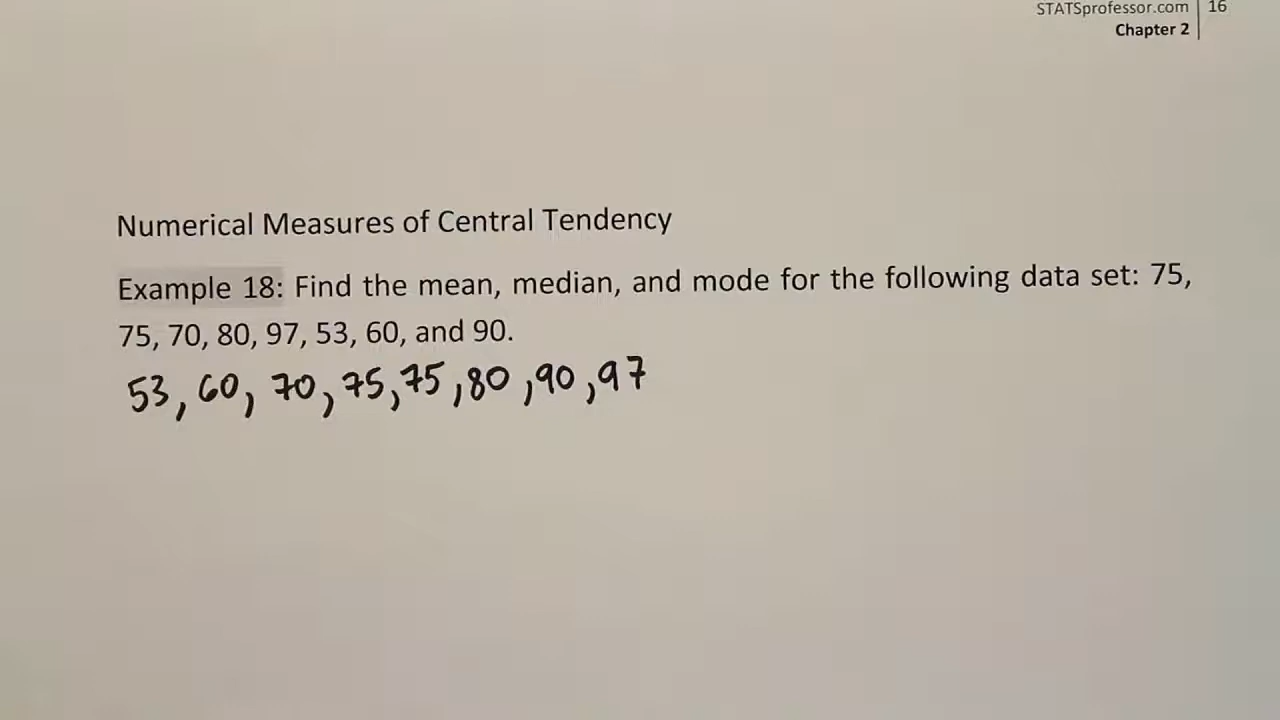 STATSprofessor.com 16
Chapter 2
Numerical Measures of Central Tendency
Example 18: Find the mean, median, and mode for the following data set: 75,
75, 70, 80, 97, 53, 60, and 90.
53, 60, 70, 75, 75, 80, 90, 97